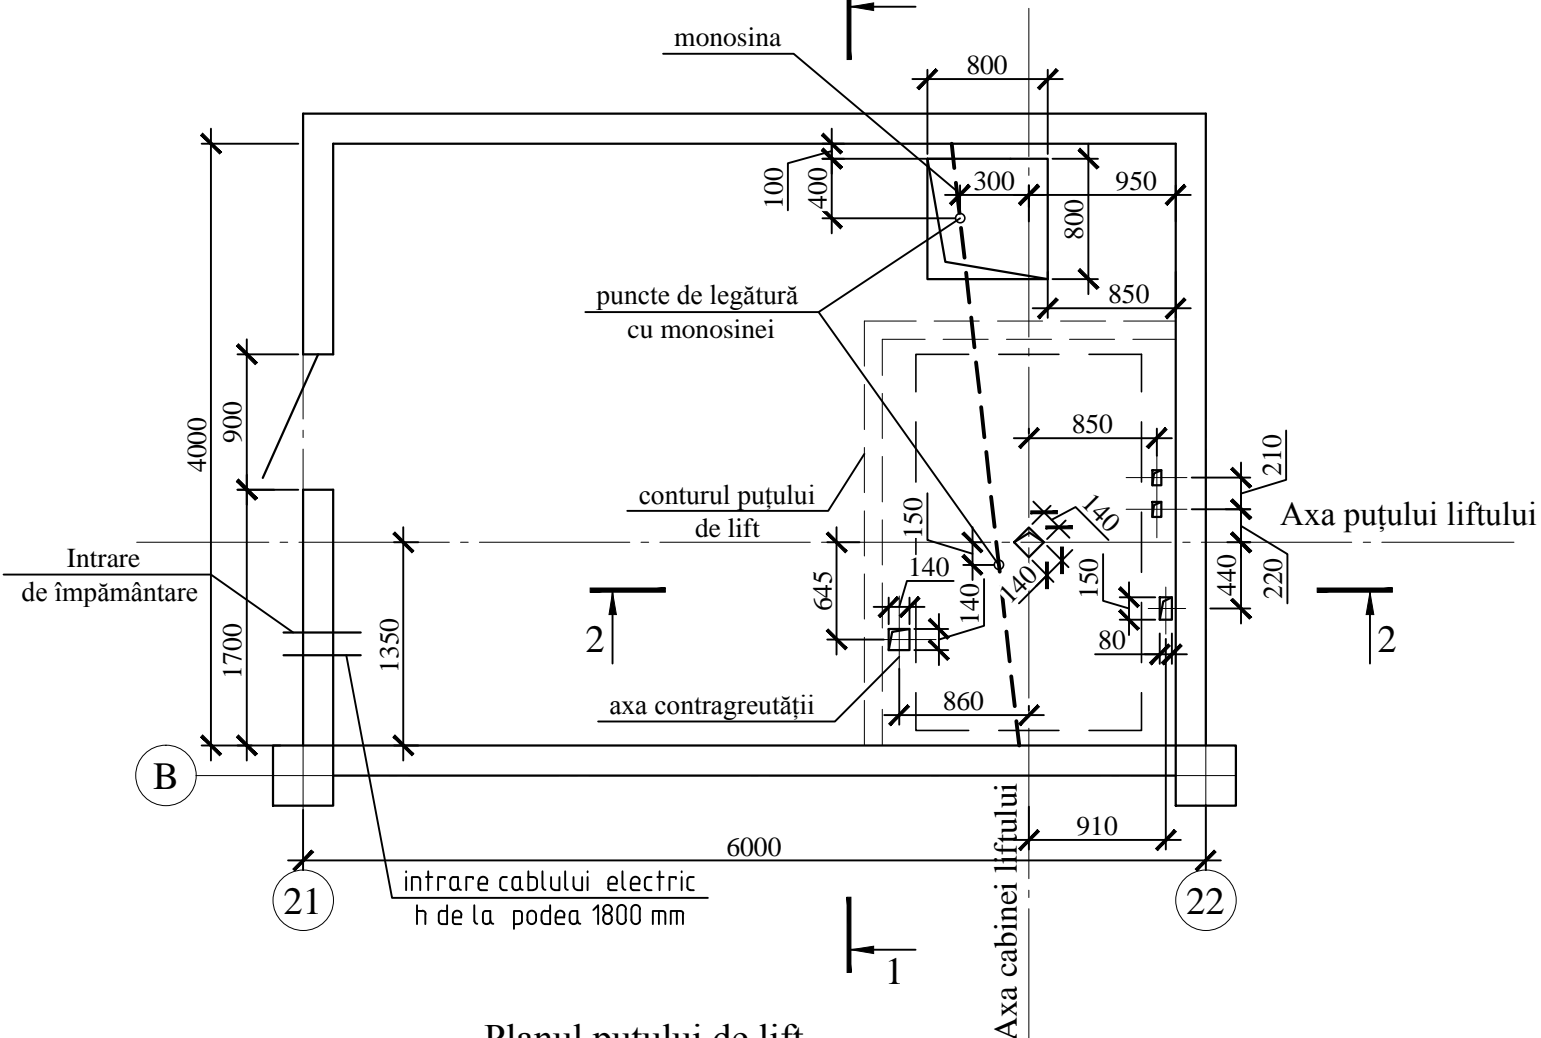 monosina
800
100
400
300
950
800
puncte de legătură
cu monosinei
850
4000
900
850
210
conturul puțului
de lift
150
140
Axa puțului liftului
Intrare
de împământare
140
140
645
140
150
440
220
1700
1350
2
80
2
axa contragreutății
860
B
Axa cabinei liftului
910
6000
21
intrare cablului electric
h de la podea 1800 mm
22
1
Planul puțului de lift